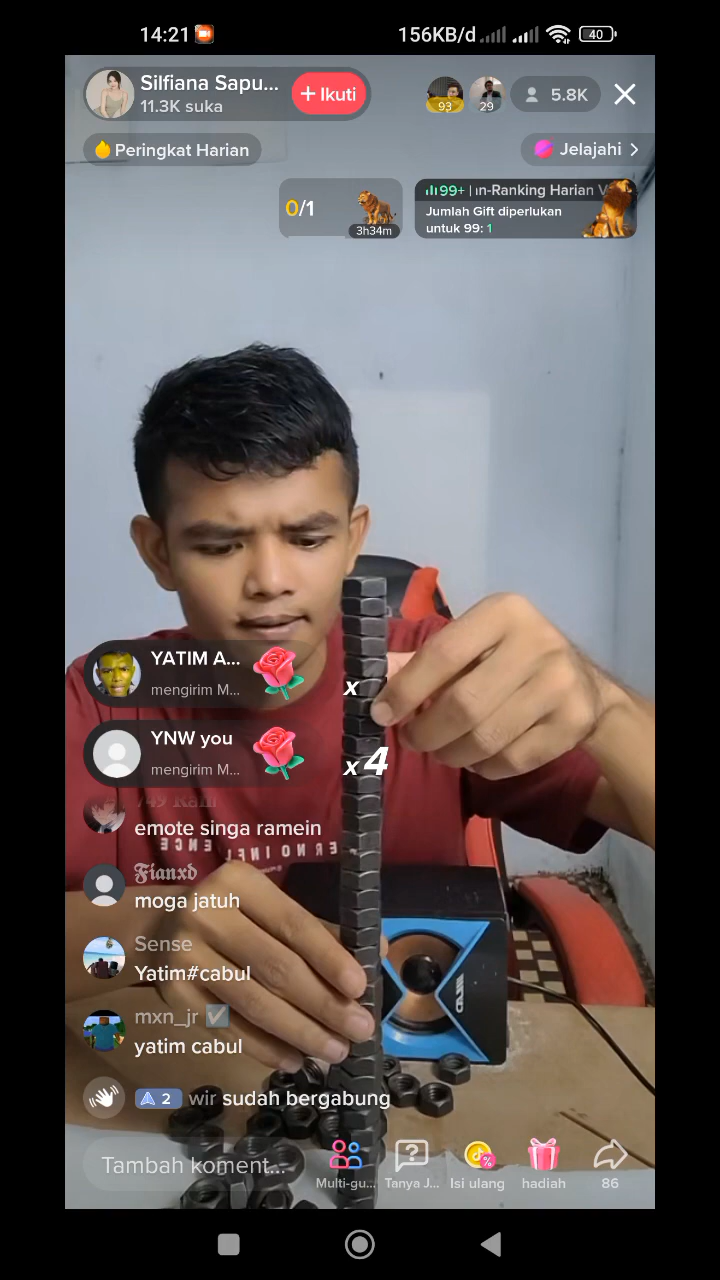 14:21
156KB/d
40
Silfiana Sapu...
11.3K suka
+ Ikuti
93
29
5.8K
Peringkat Harian
Jelajahi
0/1
3h34m
99+ | ın-Ranking Harian V
Jumlah Gift diperlukan
untuk 99: 1
YATIM A...
mengirim M...
x
YNW you
mengirim M...
x4
749 Rain
emote singa ramein
Fianxd
moga jatuh
Sense
Yatim#cabul
mxn_jr
yatim cabul
2 wir sudah bergabung
Tambah koment...
Multi-gu...
Tanya J...
Isi ulang
hadiah
86